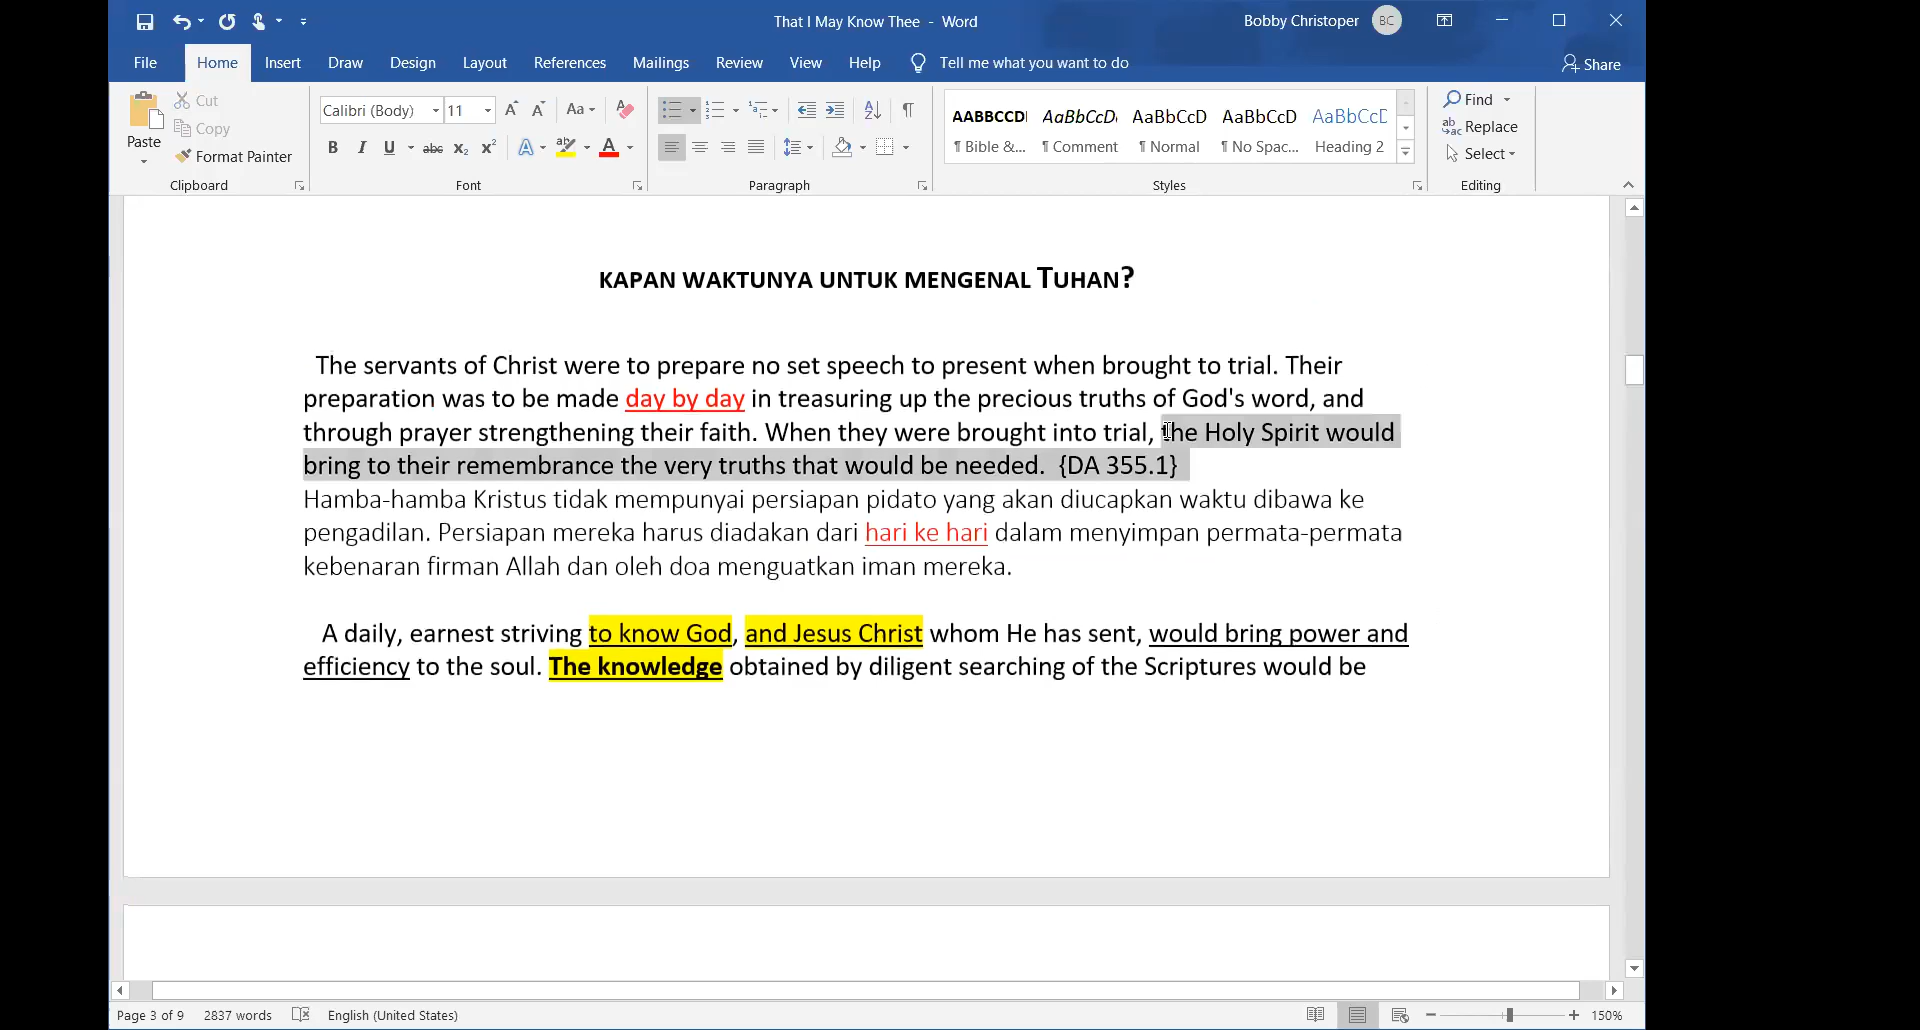 That I May Know Thee - Word
Bobby Christoper
BC
File Home Insert Draw Design Layout References Mailings Review View Help Tell me what you want to do
Share
Paste
Cut
Copy
Format Painter
Clipboard
Calibri (Body) 11
Font
Paragraph
AABBCCDI AaBbCcDı AaBbCcD AaBbCcD AaBbCcC
¶ Bible &... ¶ Comment ¶ Normal ¶ No Spac... Heading 2
Styles
Find
Replace
Select
Editing
KAPAN WAKTUNYA UNTUK MENGENAL TUHAN?
The servants of Christ were to prepare no set speech to present when brought to trial. Their
preparation was to be made day by day in treasuring up the precious truths of God's word, and
through prayer strengthening their faith. When they were brought into trial, the Holy Spirit would
bring to their remembrance the very truths that would be needed. {DA 355.1}
Hamba-hamba Kristus tidak mempunyai persiapan pidato yang akan diucapkan waktu dibawa ke
pengadilan. Persiapan mereka harus diadakan dari hari ke hari dalam menyimpan permata-permata
kebenaran firman Allah dan oleh doa menguatkan iman mereka.
A daily, earnest striving to know God, and Jesus Christ whom He has sent, would bring power and
efficiency to the soul. The knowledge obtained by diligent searching of the Scriptures would be
Page 3 of 9 2837 words English (United States) 150%